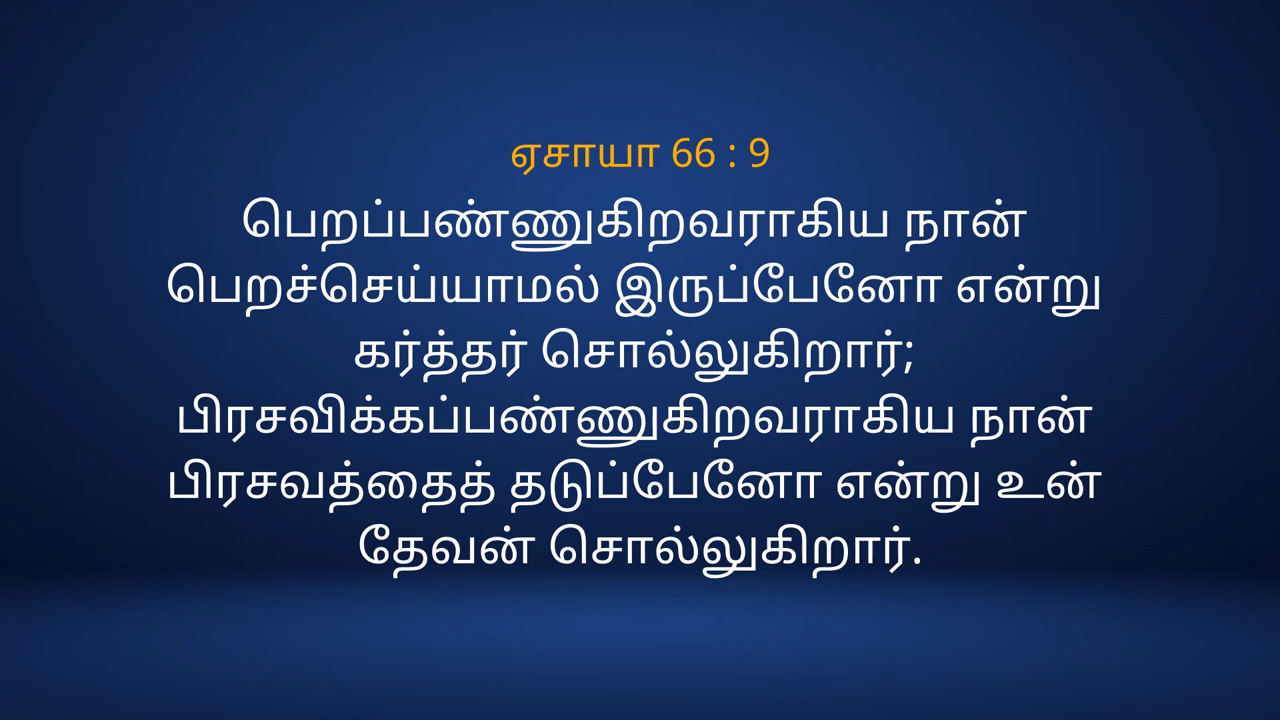 ஏசாயா 66 : 9
பெறப்பண்ணுகிறவராகிய நான்
பெறச்செய்யாமல் இருப்பேனோ என்று
கர்த்தர் சொல்லுகிறார்;
பிரசவிக்கப்பண்ணுகிறவராகிய நான்
பிரசவத்தைத் தடுப்பேனோ என்று உன்
தேவன் சொல்லுகிறார்.